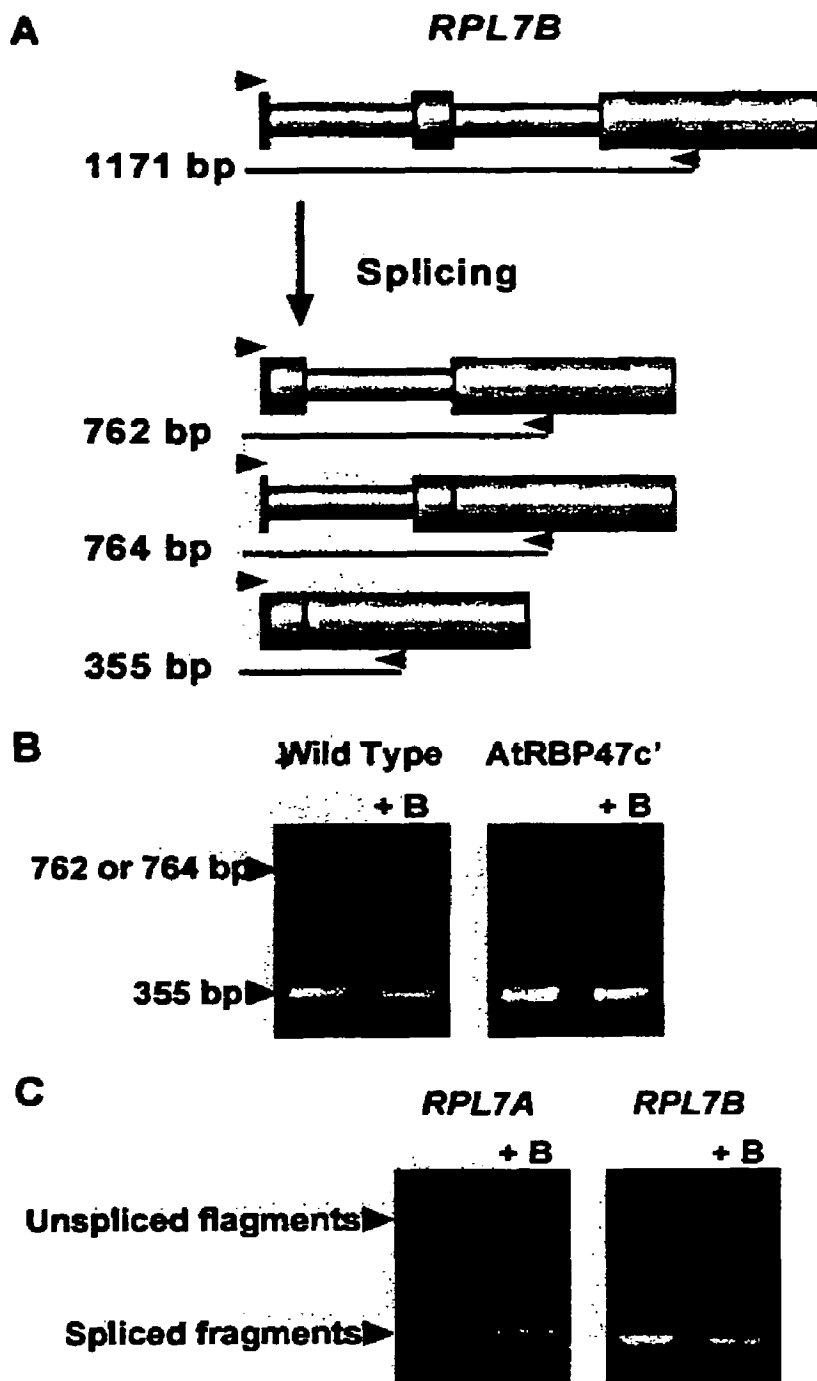 A
RPL7B
1171 bp
Splicing
762 bp
764 bp
355 bp
B
Wild Type
AtRBP47c'
+ B
+ B
762 or 764 bp
355 bp
C
RPL7A
RPL7B
+ B
+ B
Unspliced flagments
Spliced fragments